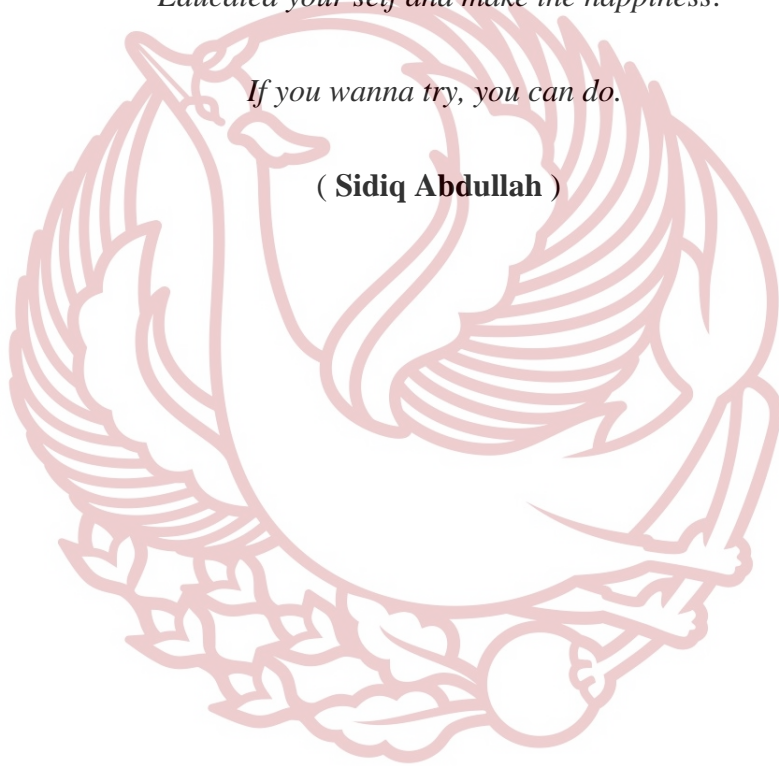 Educated your self and make the happiness.
If you wanna try, you can do.
( Sidiq Abdullah )